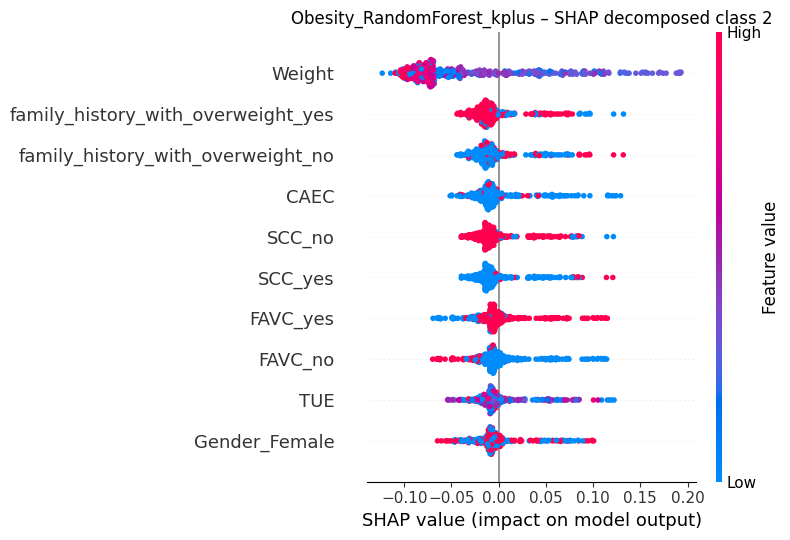 Obesity_RandomForest_kplus – SHAP decomposed class 2
High
Weight
family_history_with_overweight_yes
family_history_with_overweight_no
CAEC
SCC_no
SCC_yes
FAVC_yes
FAVC_no
TUE
Gender_Female
Feature value
Low
−0.10 −0.05 0.00 0.05 0.10 0.15 0.20
SHAP value (impact on model output)